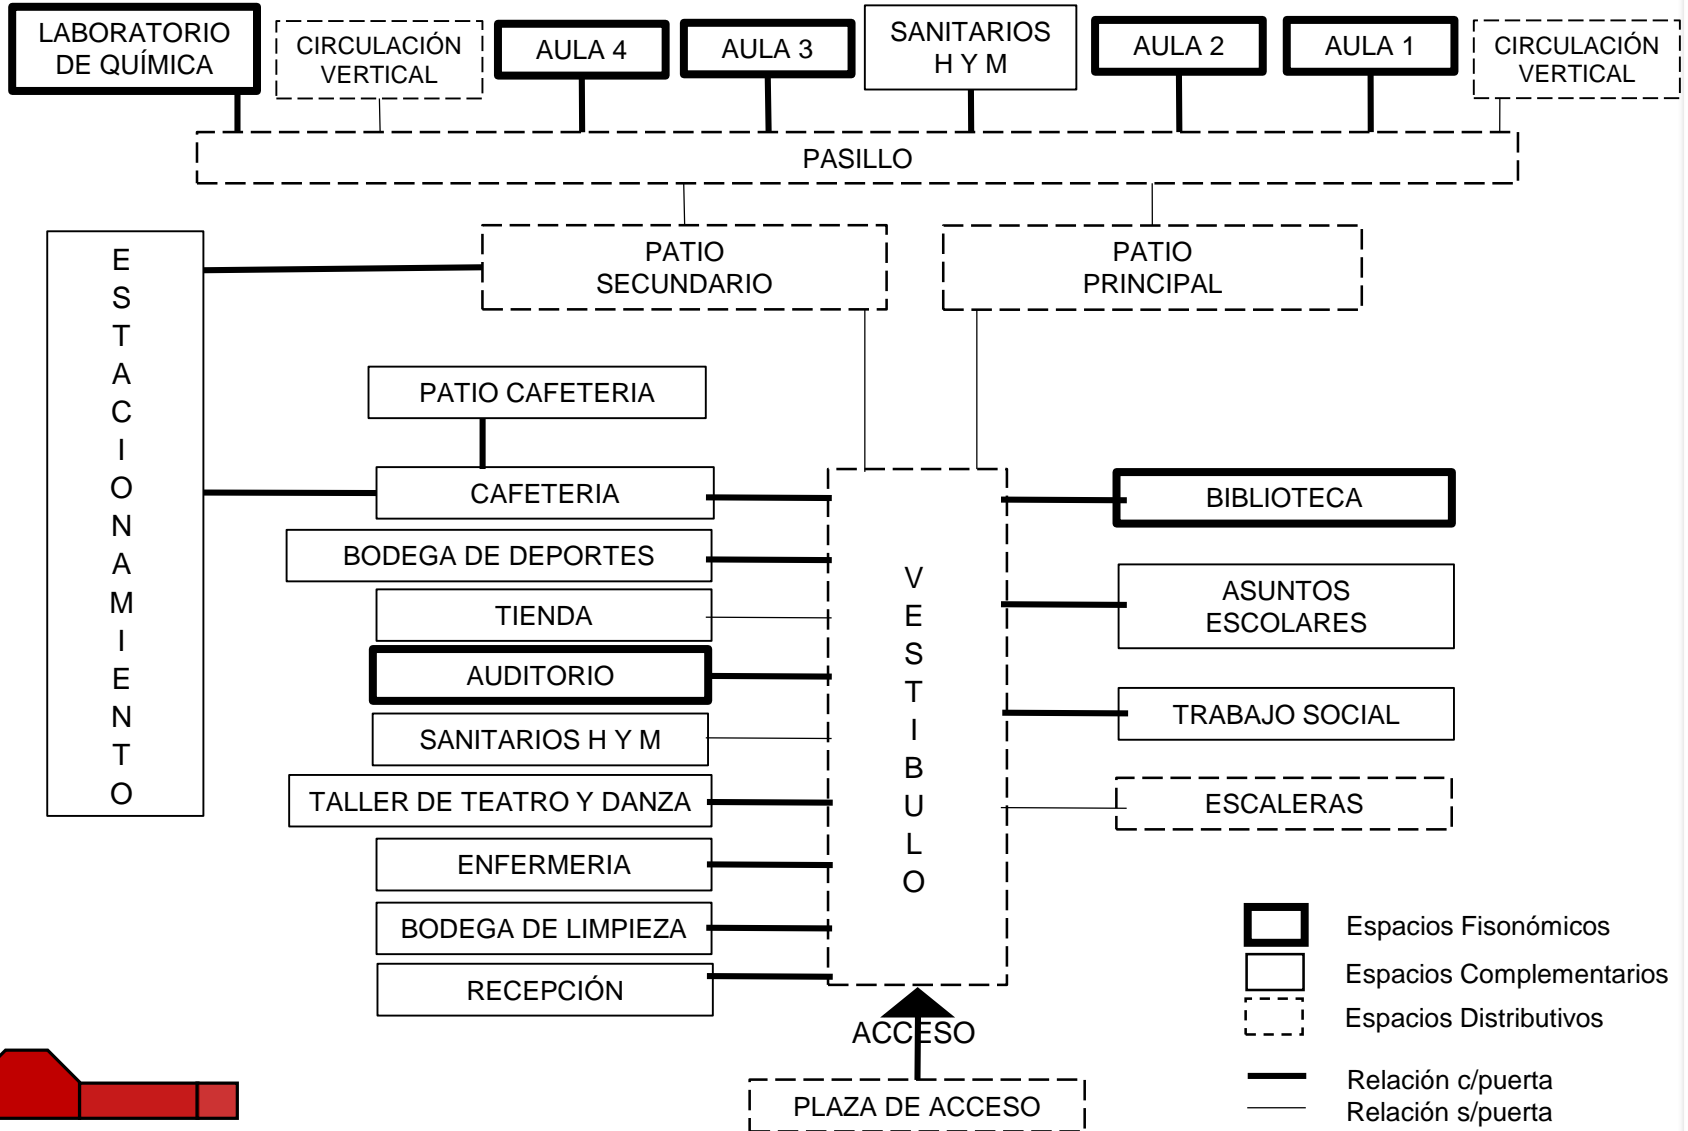 LABORATORIO
DE QUÍMICA
CIRCULACIÓN
VERTICAL
AULA 4
AULA 3
SANITARIOS
H Y M
AULA 2
AULA 1
CIRCULACIÓN
VERTICAL
PASILLO
PATIO
SECUNDARIO
PATIO
PRINCIPAL
E
S
T
A
C
I
O
N
A
M
I
E
N
T
O
PATIO CAFETERIA
CAFETERIA
BODEGA DE DEPORTES
TIENDA
AUDITORIO
SANITARIOS H Y M
TALLER DE TEATRO Y DANZA
ENFERMERIA
BODEGA DE LIMPIEZA
RECEPCIÓN
V
E
S
T
I
B
U
L
O
BIBLIOTECA
ASUNTOS
ESCOLARES
TRABAJO SOCIAL
ESCALERAS
ACCESO
PLAZA DE ACCESO
Espacios Fisonómicos
Espacios Complementarios
Espacios Distributivos
Relación c/puerta
Relación s/puerta